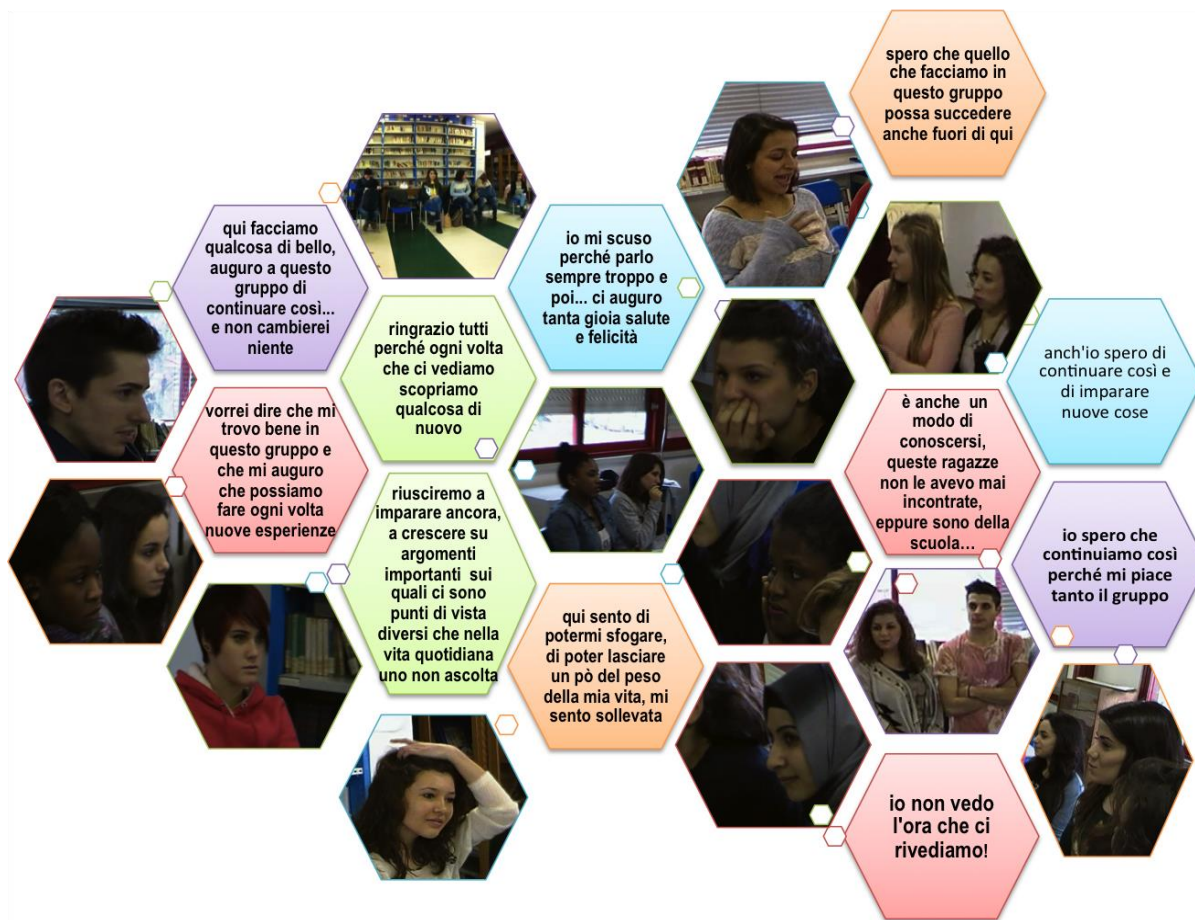 spero che quello
che facciamo in
questo gruppo
possa succedere
anche fuori di qui
qui facciamo
qualcosa di bello,
auguro a questo
gruppo di
continuare così...
e non cambierei
niente
io mi scuso
perché parlo
sempre troppo e
poi... ci auguro
tanta gioia salute
e felicità
ringrazio tutti
perché ogni volta
che ci vediamo
scopriamo
qualcosa di
nuovo
anch'io spero di
continuare così e
di imparare
nuove cose
vorrei dire che mi
trovo bene in
questo gruppo e
che mi auguro
che possiamo
fare ogni volta
nuove esperienze
è anche un
modo di
conoscersi,
queste ragazze
non le avevo mai
incontrate,
eppure sono della
scuola...
riusciremo a
imparare ancora,
a crescere su
argomenti
importanti sui
quali ci sono
punti di vista
diversi che nella
vita quotidiana
uno non ascolta
io spero che
continuiamo così
perché mi piace
tanto il gruppo
qui sento di
potermi sfogare,
di poter lasciare
un pò del peso
della mia vita, mi
sento sollevata
io non vedo
l'ora che ci
rivediamo!